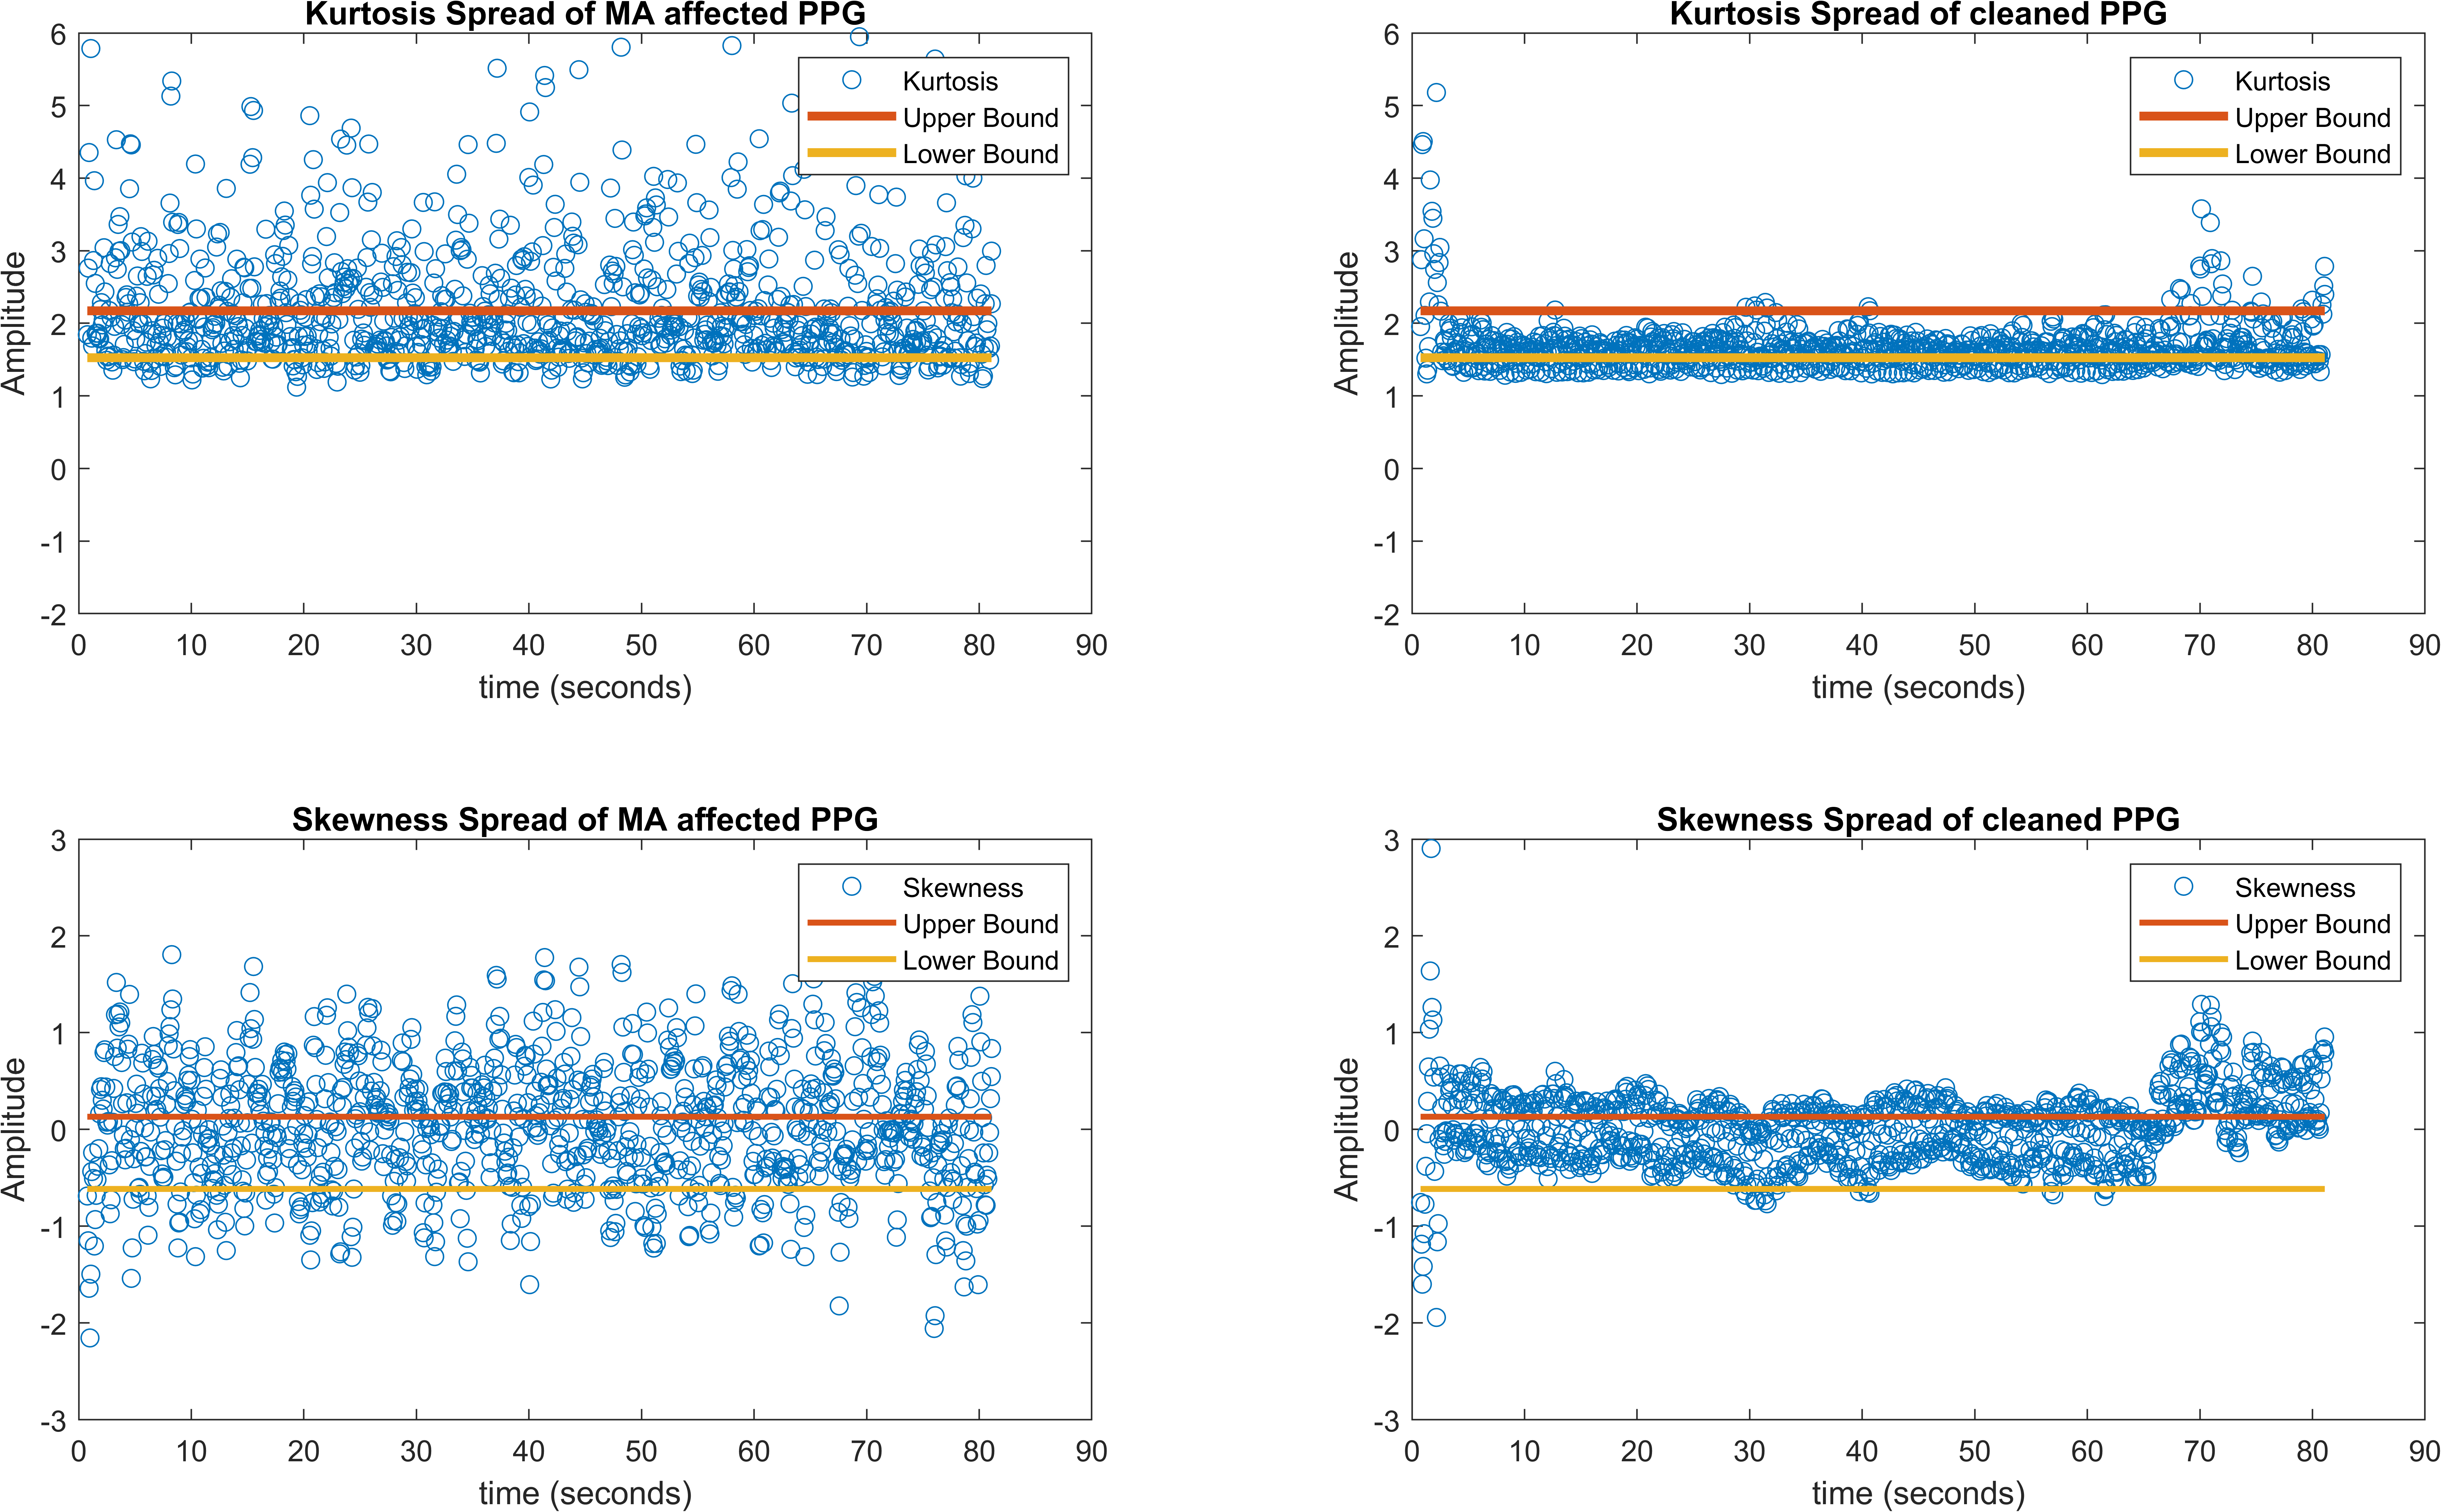 Kurtosis Spread of MA affected PPG
6
5
4
3
2
1
0
-1
-2
Amplitude
Kurtosis
Upper Bound
Lower Bound
0 10 20 30 40 50 60 70 80 90
time (seconds)
Kurtosis Spread of cleaned PPG
6
5
4
3
2
1
0
-1
-2
Amplitude
Kurtosis
Upper Bound
Lower Bound
0 10 20 30 40 50 60 70 80 90
time (seconds)
Skewness Spread of MA affected PPG
3
2
1
0
-1
-2
-3
Amplitude
Skewness
Upper Bound
Lower Bound
0 10 20 30 40 50 60 70 80 90
time (seconds)
Skewness Spread of cleaned PPG
3
2
1
0
-1
-2
-3
Amplitude
Skewness
Upper Bound
Lower Bound
0 10 20 30 40 50 60 70 80 90
time (seconds)